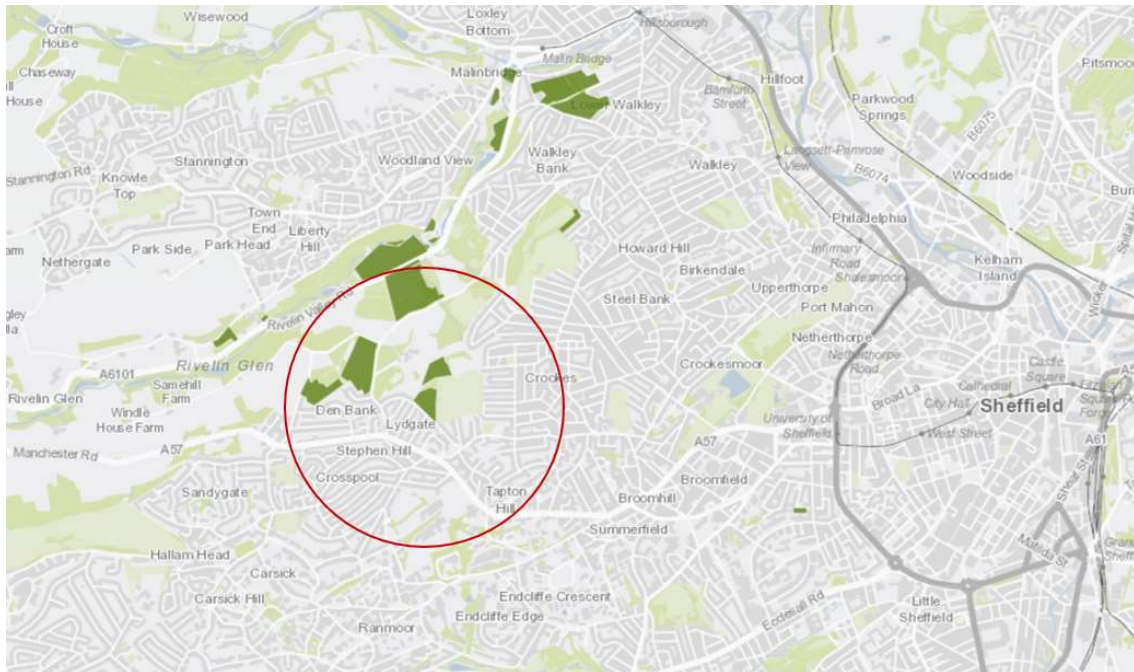 Wisewood
Loxley
Bottom
Croft
House
Hillsborough
Malin Bridge
Chaseway
Malinbridge
Hillfoot
Pitsmoor
House
Lower Walkley
Bamforth
Street
Parkwood
Springs
B6075
Stannington
Woodland View
Walkley
Bank
Walkley
Langsett-Primrose
View
B6074
Woodside
Stannington Rd
Knowle
Top
Town
End
Liberty
Hill
Philadelphia
Park Side
Park Head
Howard Hill
Infirmary
Road
Nethergate
Birkendale
Shalesmoor
Kelham
Island
Steel Bank
Upperthorpe
Port Mahon
Wicker
Rivelin Valley Rd
Netherthorpe
Netherthorpe
Road
Rivelin Glen
Crookesmoor
Castle
Square
A6101
Crookes
Cathedral
Samehill
Farm
Broad La
Rivelin Glen
Den Bank
City Hall
Sheffield
Windle
House Farm
Lydgate
University of
Sheffield
West Street
A57
A57
A61
Manchester Rd
Stephen Hill
Crosspool
Sandygate
Tapton
Hill
Broomhill
Broomfield
Summerfield
Hallam Head
Matilda St
Carsick
Carsick Hill
Endcliffe Crescent
Endcliffe Edge
Ecclesall Rd
Little
Sheffield
Ranmoor